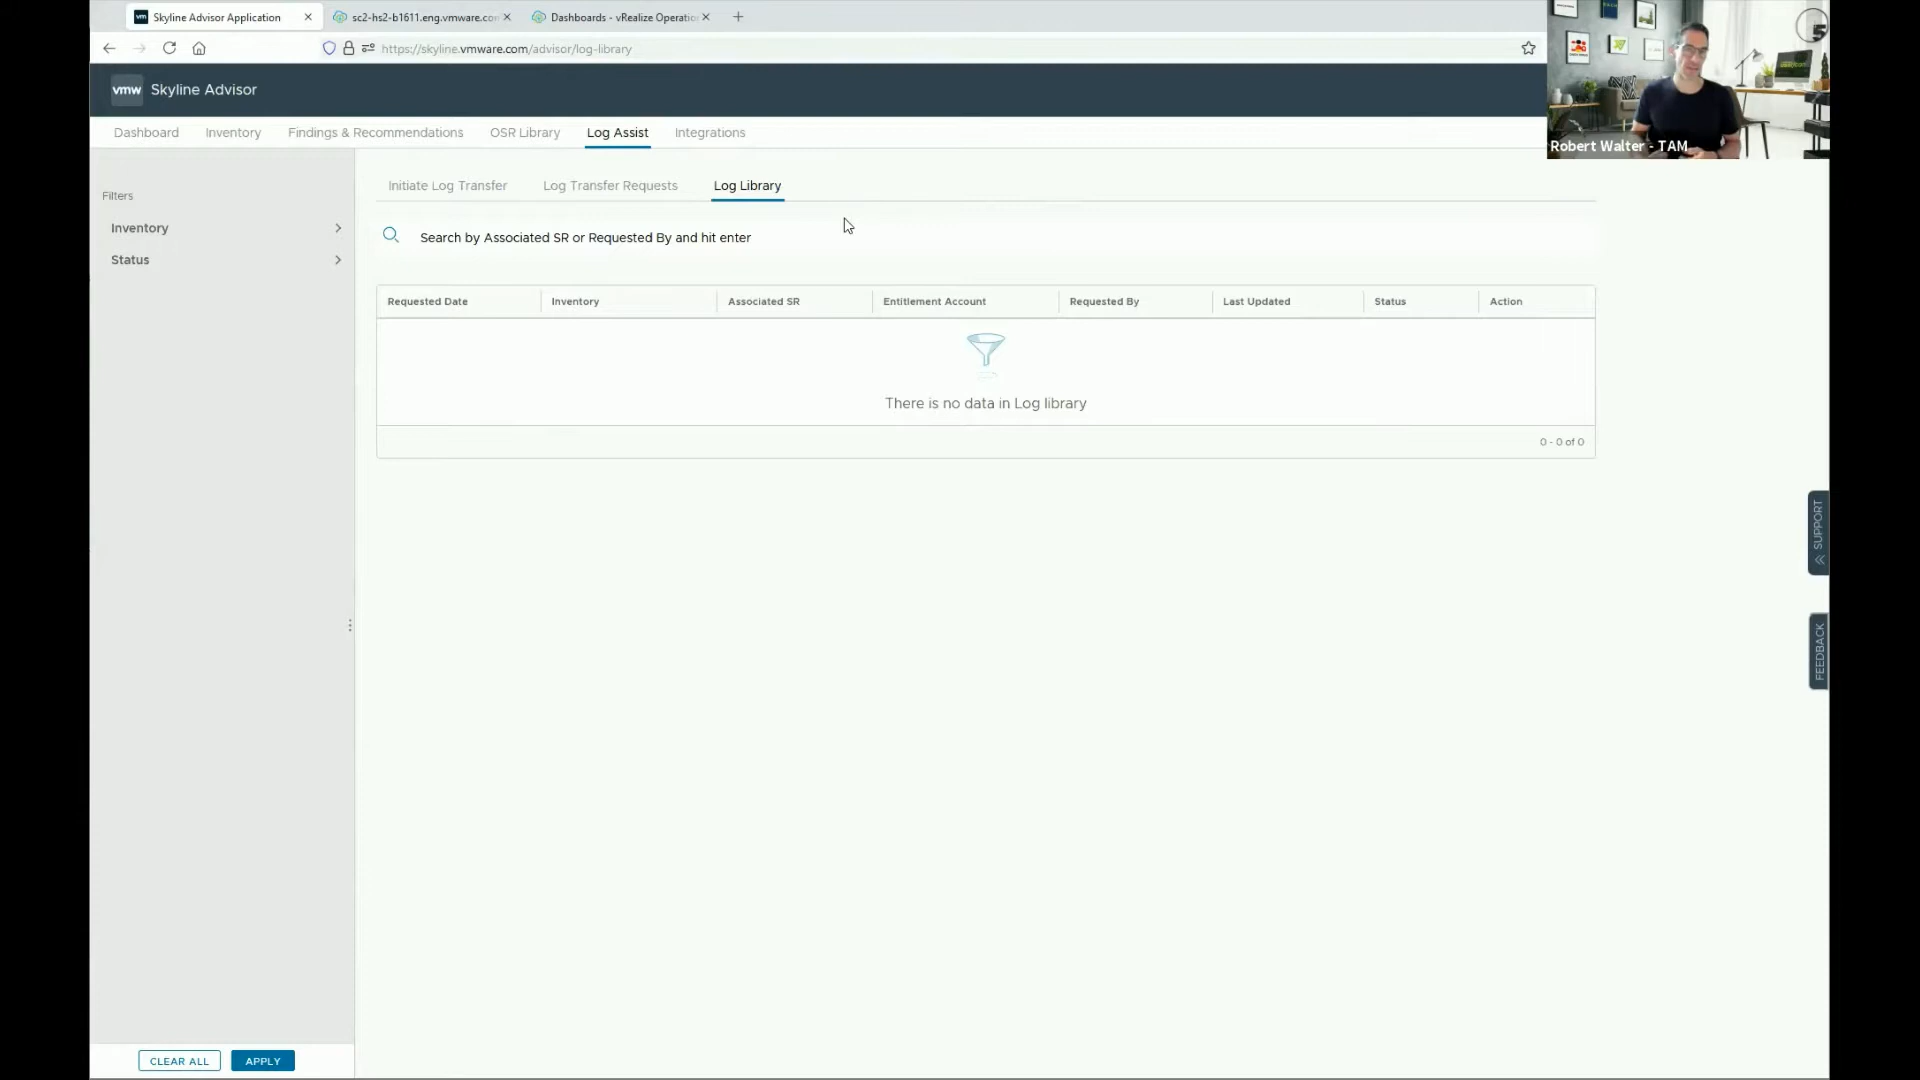 vm Skyline Advisor Application
sc2-hs2-b1611.eng.vmware.con
Dashboards - vRealize Operatio
https://skyline.vmware.com/advisor/log-library
vmw Skyline Advisor
Dashboard Inventory Findings & Recommendations OSR Library Log Assist Integrations
Robert Walter - TAM
Initiate Log Transfer Log Transfer Requests Log Library
Filters
Inventory
Status
Search by Associated SR or Requested By and hit enter
Requested Date Inventory Associated SR Entitlement Account Requested By Last Updated Status Action
There is no data in Log library
0 - 0 of 0
SUPPORT
FEEDBACK
CLEAR ALL APPLY